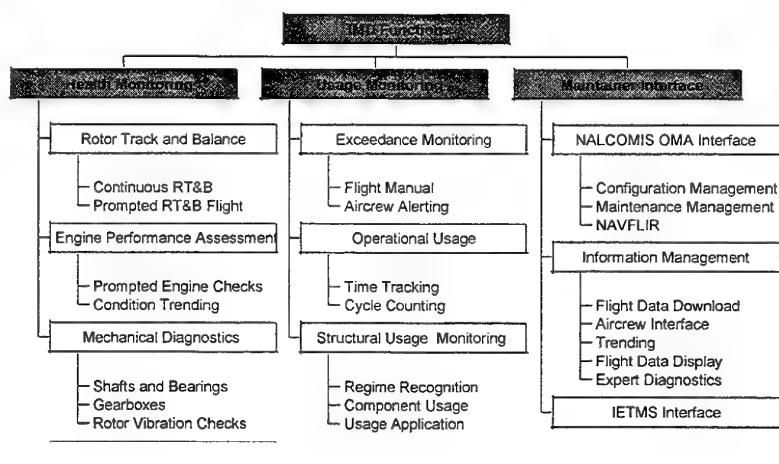 IMD Functions
Health Monitoring
Usage Monitoring
Maintainer Interface
Rotor Track and Balance
Continuous RT&B
Prompted RT&B Flight
Engine Performance Assessment
Prompted Engine Checks
Condition Trending
Mechanical Diagnostics
Shafts and Bearings
Gearboxes
Rotor Vibration Checks
Exceedance Monitoring
Flight Manual
Aircrew Alerting
Operational Usage
Time Tracking
Cycle Counting
Structural Usage Monitoring
Regime Recognition
Component Usage
Usage Application
NALCOMIS OMA Interface
Configuration Management
Maintenance Management
NAVFLIR
Information Management
Flight Data Download
Aircrew Interface
Trending
Flight Data Display
Expert Diagnostics
IETMS Interface